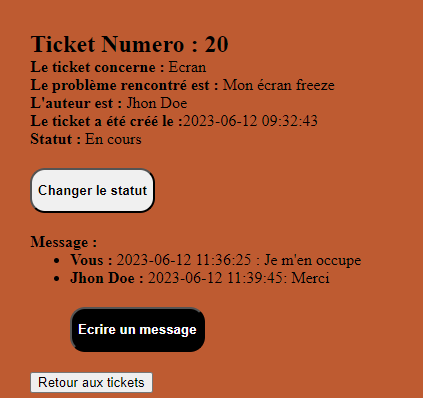 Ticket Numero : 20
Le ticket concerne : Ecran
Le problème rencontré est : Mon écran freeze
L'auteur est : Jhon Doe
Le ticket a été créé le :2023-06-12 09:32:43
Statut : En cours
Changer le statut
Message :
• Vous : 2023-06-12 11:36:25 : Je m'en occupe
• Jhon Doe : 2023-06-12 11:39:45: Merci
Ecrire un message
Retour aux tickets